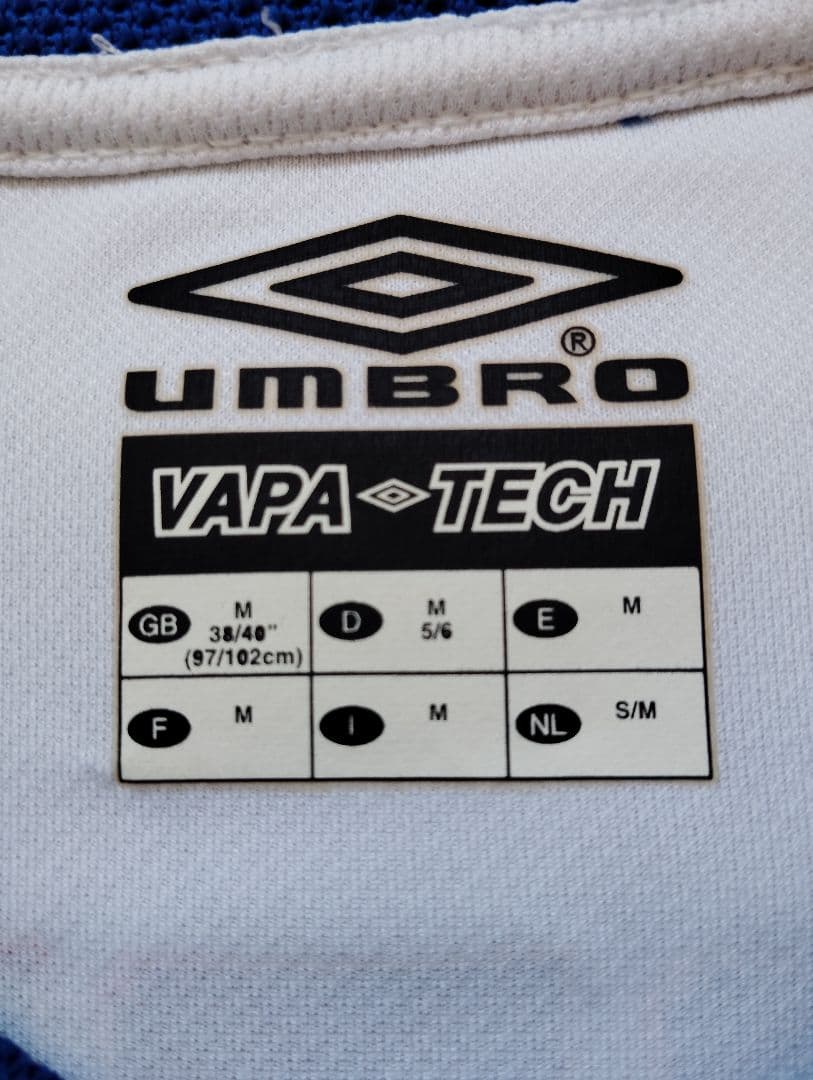 ®
UMBRO
VAPA TECH
GB M
38/40"
(97/102cm)
D M
5/6
E M
F M
I M
NL S/M